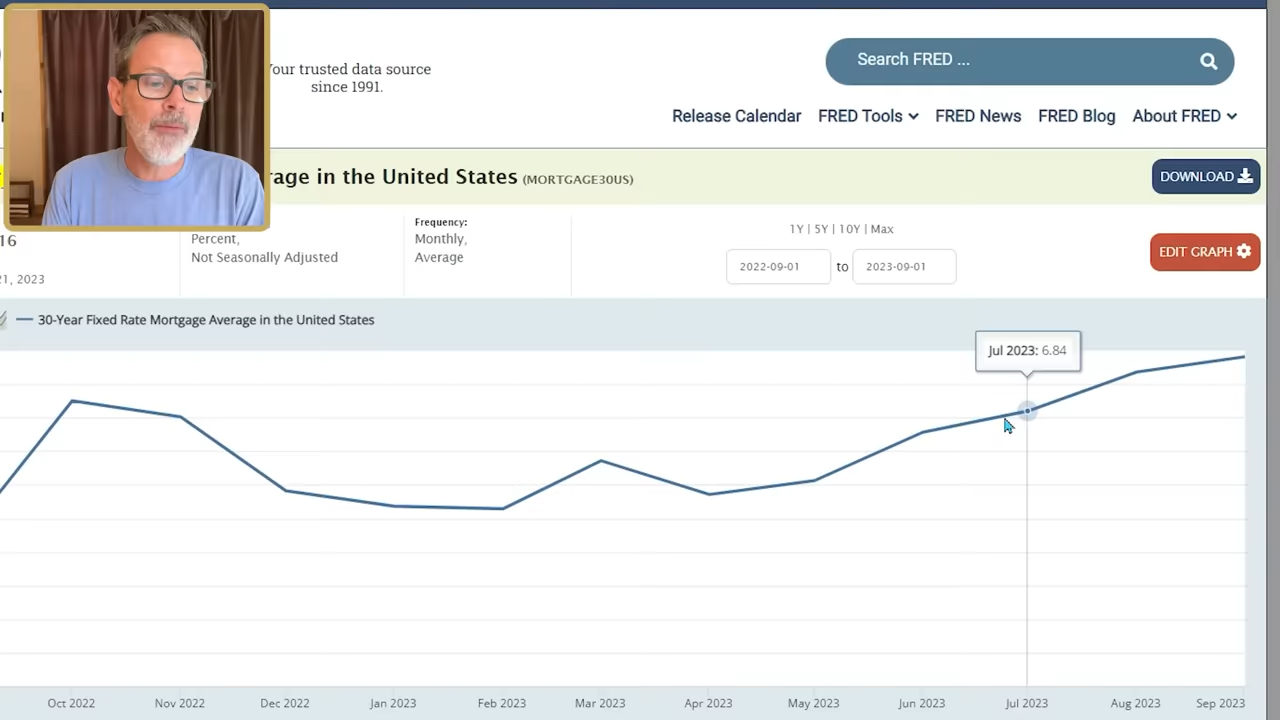 Your trusted data source
since 1991.
Search FRED ...
Release Calendar FRED Tools FRED News FRED Blog About FRED
rage in the United States (MORTGAGE30US)
DOWNLOAD
16
21, 2023
Percent,
Not Seasonally Adjusted
Frequency:
Monthly,
Average
1Y | 5Y | 10Y | Max
2022-09-01 to 2023-09-01
EDIT GRAPH
30-Year Fixed Rate Mortgage Average in the United States
Jul 2023: 6.84
Oct 2022 Nov 2022 Dec 2022 Jan 2023 Feb 2023 Mar 2023 Apr 2023 May 2023 Jun 2023 Jul 2023 Aug 2023 Sep 2023